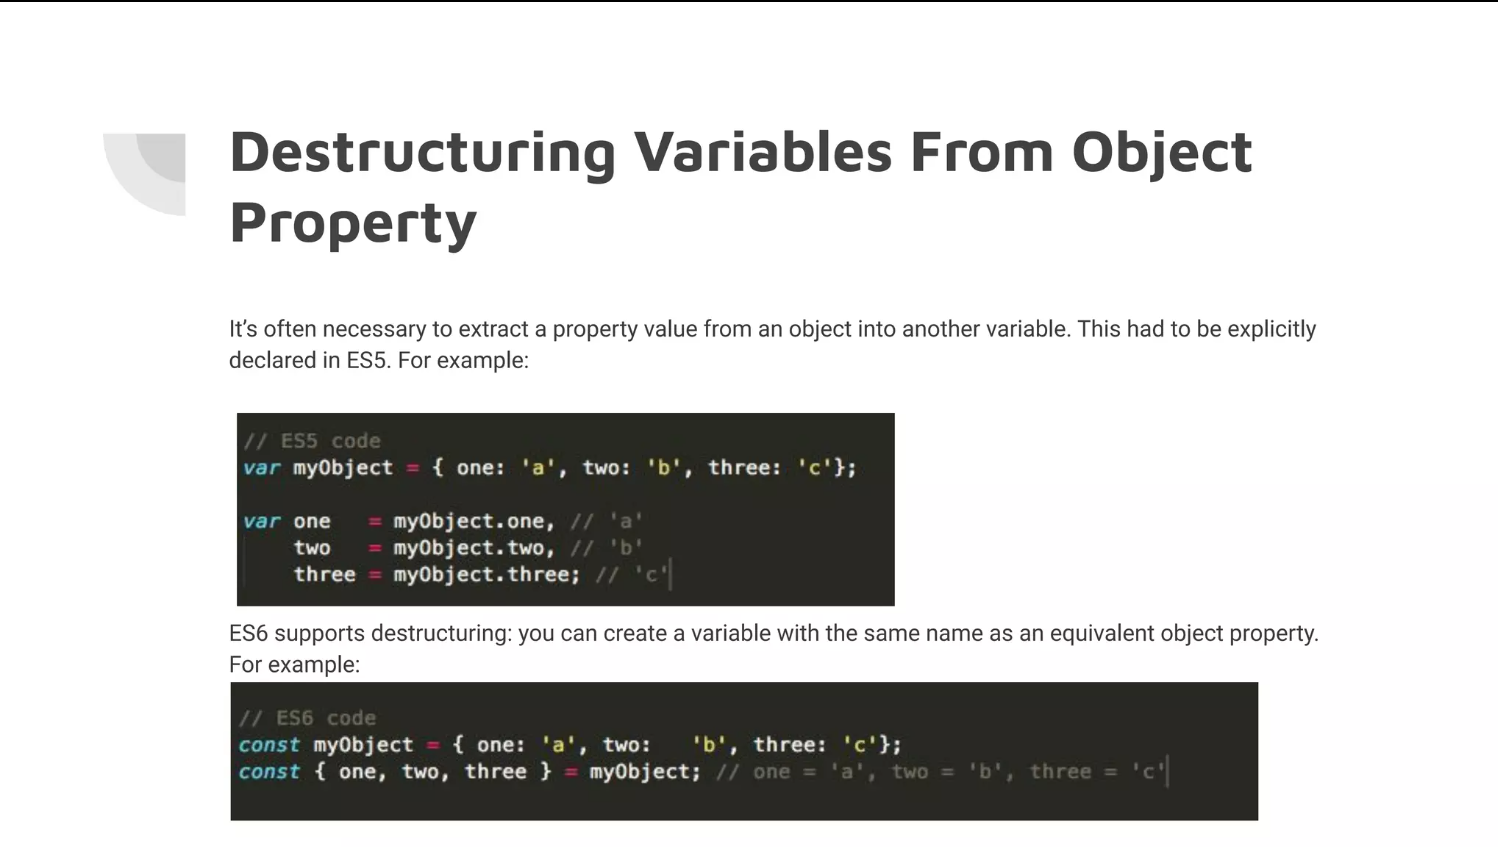 Destructuring Variables From Object
Property
It’s often necessary to extract a property value from an object into another variable. This had to be explicitly
declared in ES5. For example:
// ES5 code
var myObject = { one: 'a', two: 'b', three: 'c'};
var one   = myObject.one, // 'a'
    two   = myObject.two, // 'b'
    three = myObject.three; // 'c'
ES6 supports destructuring: you can create a variable with the same name as an equivalent object property.
For example:
// ES6 code
const myObject = { one: 'a', two:   'b', three: 'c'};
const { one, two, three } = myObject; // one = 'a', two = 'b', three = 'c'